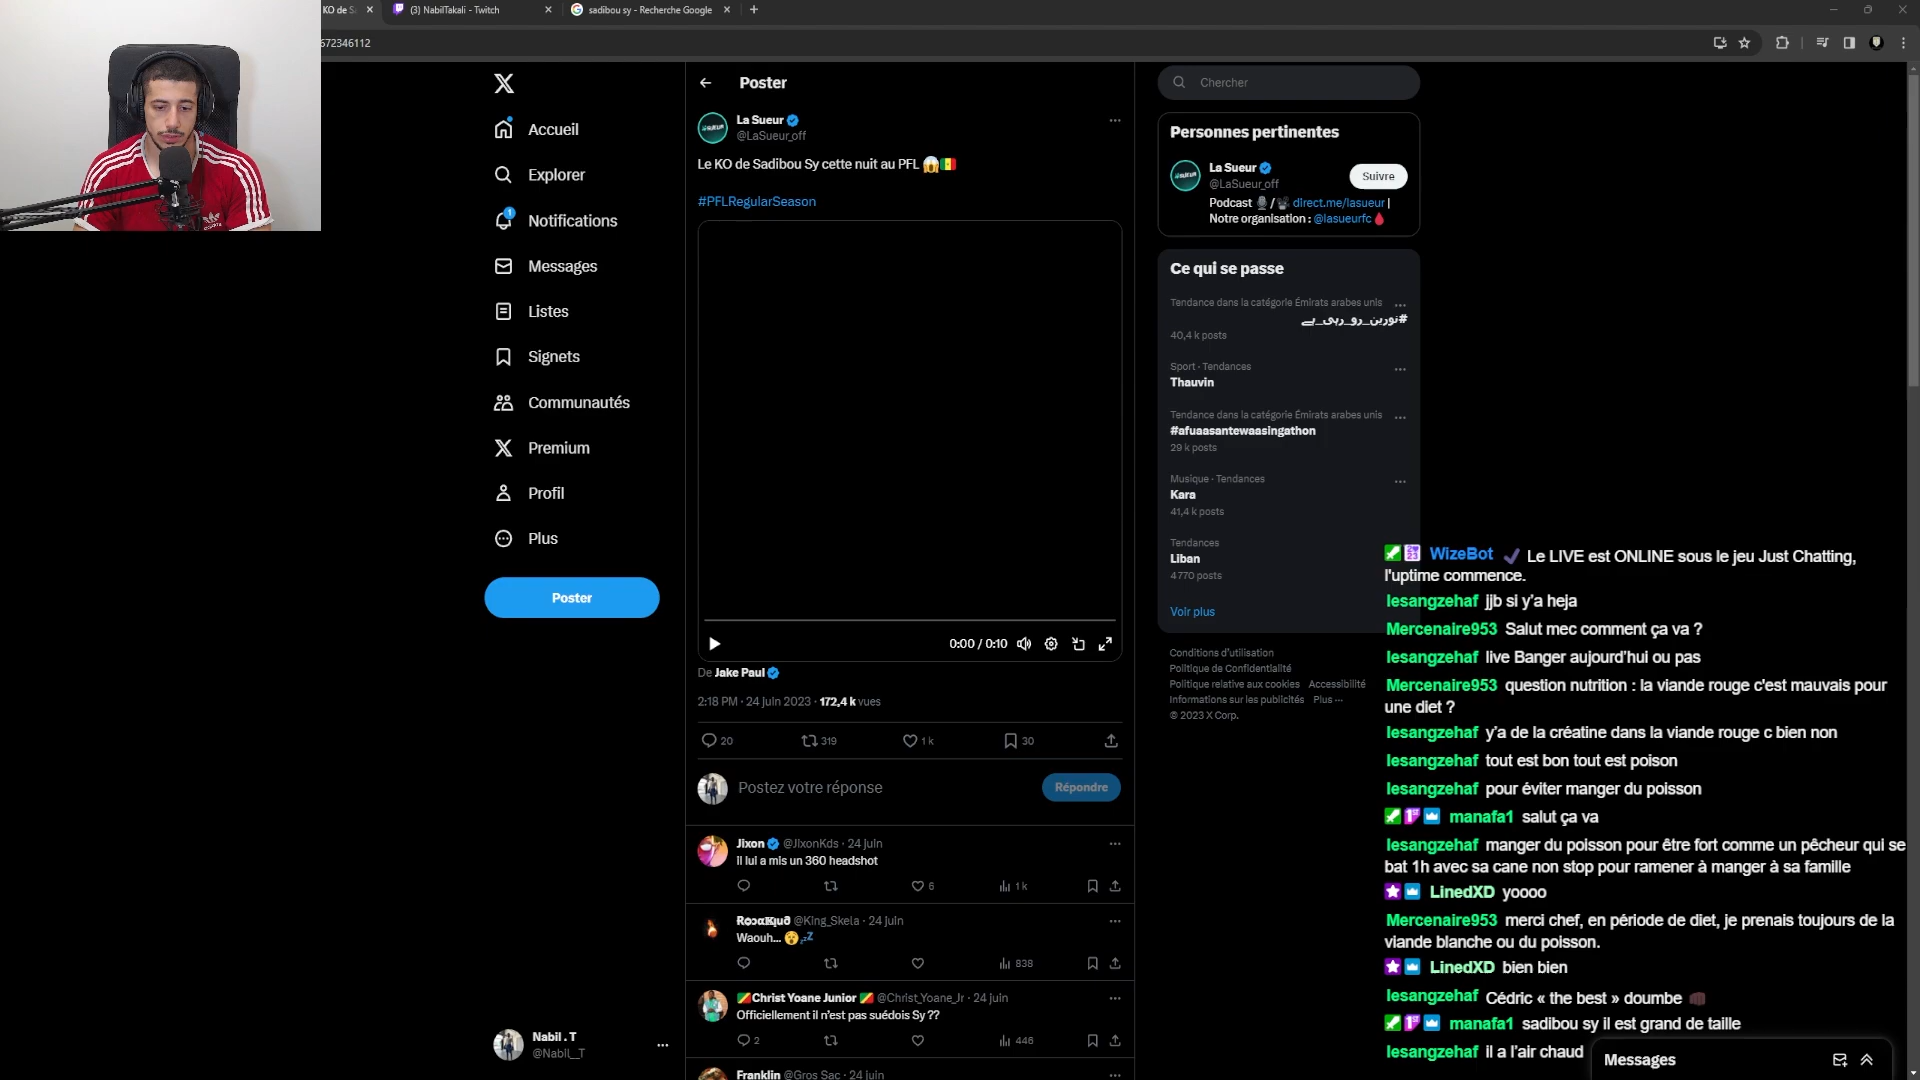 KO de S
(3) NabilTakali - Twitch
sadibou sy - Recherche Google
672346112
Accueil
Explorer
1
Notifications
Messages
Listes
Signets
Communautés
Premium
Profil
Plus
Poster
Nabil . T
@Nabil__T
Poster
La Sueur
@LaSueur_off
Le KO de Sadibou Sy cette nuit au PFL 😱🇸🇳
#PFLRegularSeason
0:00 / 0:10
De Jake Paul
2:18 PM · 24 juin 2023 · 172,4 k vues
20
319
1 k
30
Postez votre réponse
Répondre
Jixon @JixonKds · 24 juin
Il lui a mis un 360 headshot
6
1 k
@King_Skela · 24 juin
Waouh... 😵💤
838
Christ Yoane Junior @Christ_Yoane_Jr · 24 juin
Officiellement il n'est pas suédois Sy ??
2
446
Franklin @Gros_Sac · 24 juin
Chercher
Personnes pertinentes
La Sueur
@LaSueur_off
Suivre
Podcast 🎙️/📽️ direct.me/lasueur |
Notre organisation : @lasueurfc 🩸
Ce qui se passe
Tendance dans la catégorie Émirats arabes unis
#نورین_رو_رہی_ہے
40,4 k posts
Sport · Tendances
Thauvin
Tendance dans la catégorie Émirats arabes unis
#afuaasantewaasingathon
29 k posts
Musique · Tendances
Kara
41,4 k posts
Tendances
Liban
4 770 posts
Voir plus
Conditions d'utilisation
Politique de Confidentialité
Politique relative aux cookies Accessibilité
Informations sur les publicités Plus ···
© 2023 X Corp.
WizeBot Le LIVE est ONLINE sous le jeu Just Chatting,
l'uptime commence.
lesangzehaf jjb si y'a heja
Mercenaire953 Salut mec comment ça va ?
lesangzehaf live Banger aujourd'hui ou pas
Mercenaire953 question nutrition : la viande rouge c'est mauvais pour
une diet ?
lesangzehaf y'a de la créatine dans la viande rouge c bien non
lesangzehaf tout est bon tout est poison
lesangzehaf pour éviter manger du poisson
manafa1 salut ça va
lesangzehaf manger du poisson pour être fort comme un pêcheur qui se
bat 1h avec sa cane non stop pour ramener à manger à sa famille
LinedXD yoooo
Mercenaire953 merci chef, en période de diet, je prenais toujours de la
viande blanche ou du poisson.
LinedXD bien bien
lesangzehaf Cédric « the best » doumbe
manafa1 sadibou sy il est grand de taille
lesangzehaf il a l'air chaud
Messages